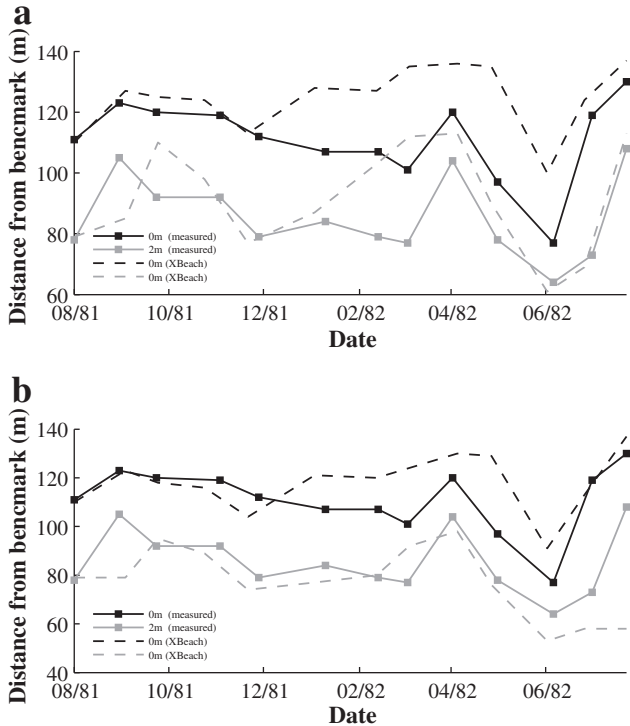 a
Distance from bencmark (m)
140
120
100
80
60
0m (measured)
2m (measured)
0m (XBeach)
0m (XBeach)
08/81 10/81 12/81 02/82 04/82 06/82
Date
b
Distance from bencmark (m)
140
120
100
80
60
40
0m (measured)
2m (measured)
0m (XBeach)
0m (XBeach)
08/81 10/81 12/81 02/82 04/82 06/82
Date